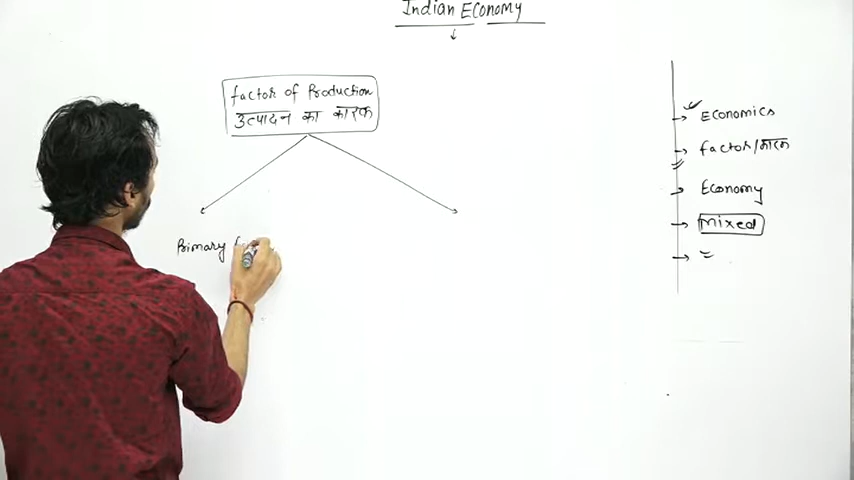 Indian Economy
factor of Production
उत्पादन का कारक
Primary
Economics
factor/कारक
Economy
mixed